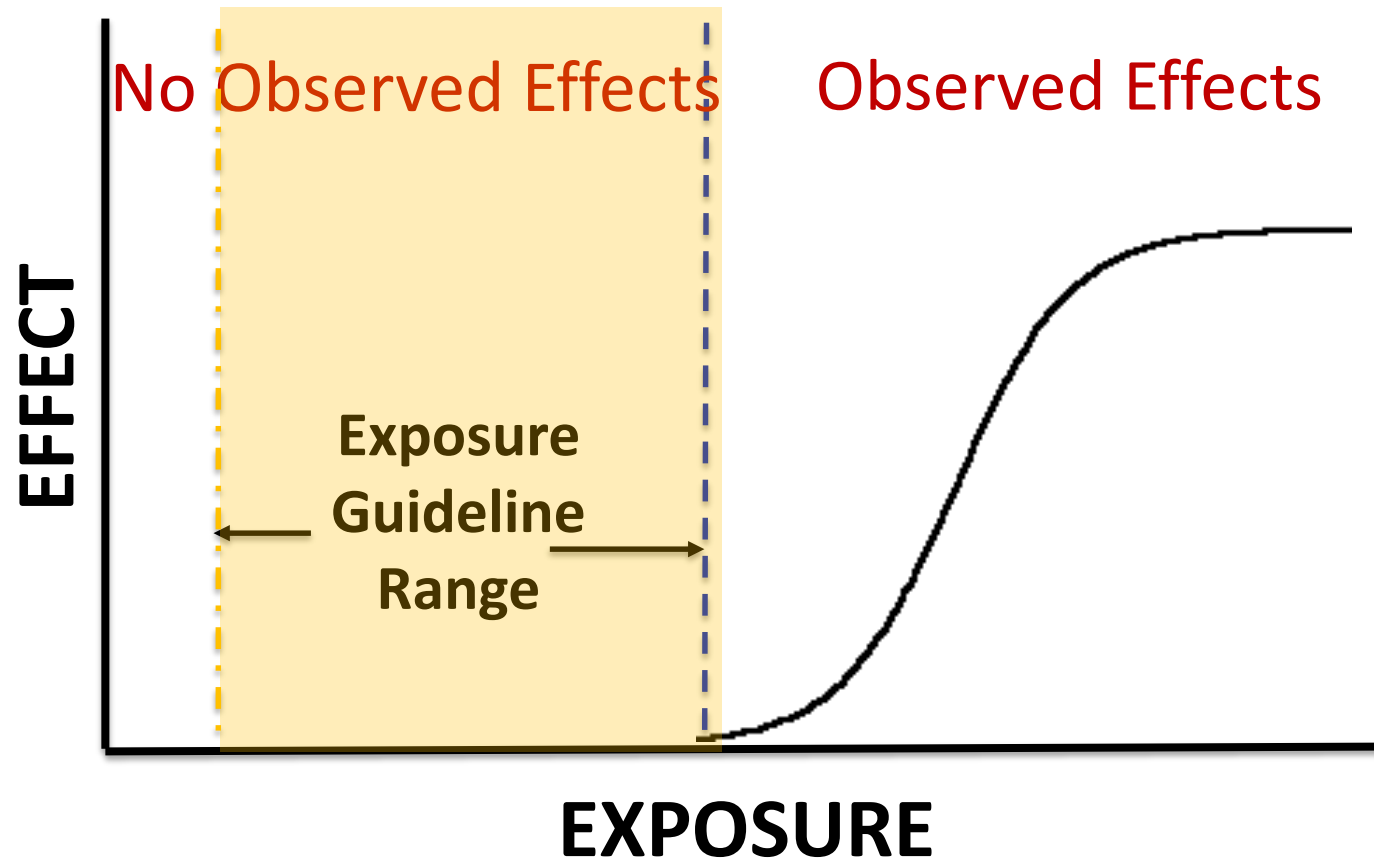 No Observed Effects
Observed Effects
EFFECT
Exposure
Guideline
Range
EXPOSURE